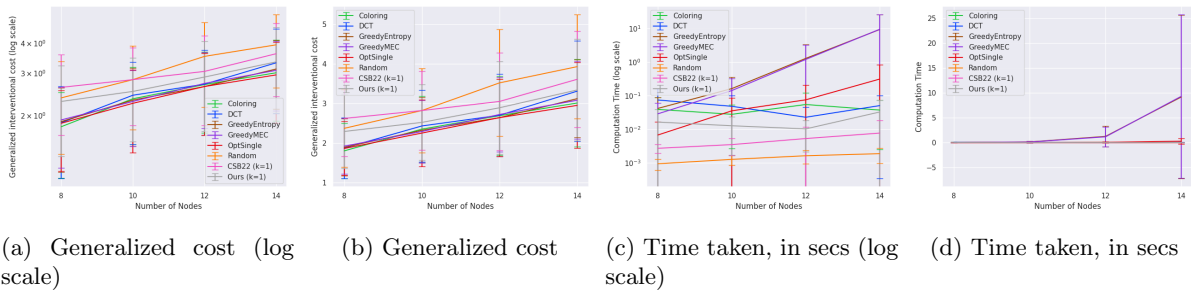 Generalized interventional cost (log scale)
4 × 10⁰
3 × 10⁰
2 × 10⁰
Coloring
DCT
GreedyEntropy
GreedyMEC
OptSingle
Random
CSB22 (k=1)
Ours (k=1)
8 10 12 14
Number of Nodes
Generalized interventional cost
5
4
3
2
1
Coloring
DCT
GreedyEntropy
GreedyMEC
OptSingle
Random
CSB22 (k=1)
Ours (k=1)
8 10 12 14
Number of Nodes
Computation Time (log scale)
10¹
10⁰
10⁻¹
10⁻²
10⁻³
Coloring
DCT
GreedyEntropy
GreedyMEC
OptSingle
Random
CSB22 (k=1)
Ours (k=1)
8 10 12 14
Number of Nodes
Computation Time
25
20
15
10
5
0
−5
Coloring
DCT
GreedyEntropy
GreedyMEC
OptSingle
Random
CSB22 (k=1)
Ours (k=1)
8 10 12 14
Number of Nodes
(a) Generalized cost (log
scale)
(b) Generalized cost
(c) Time taken, in secs (log
scale)
(d) Time taken, in secs